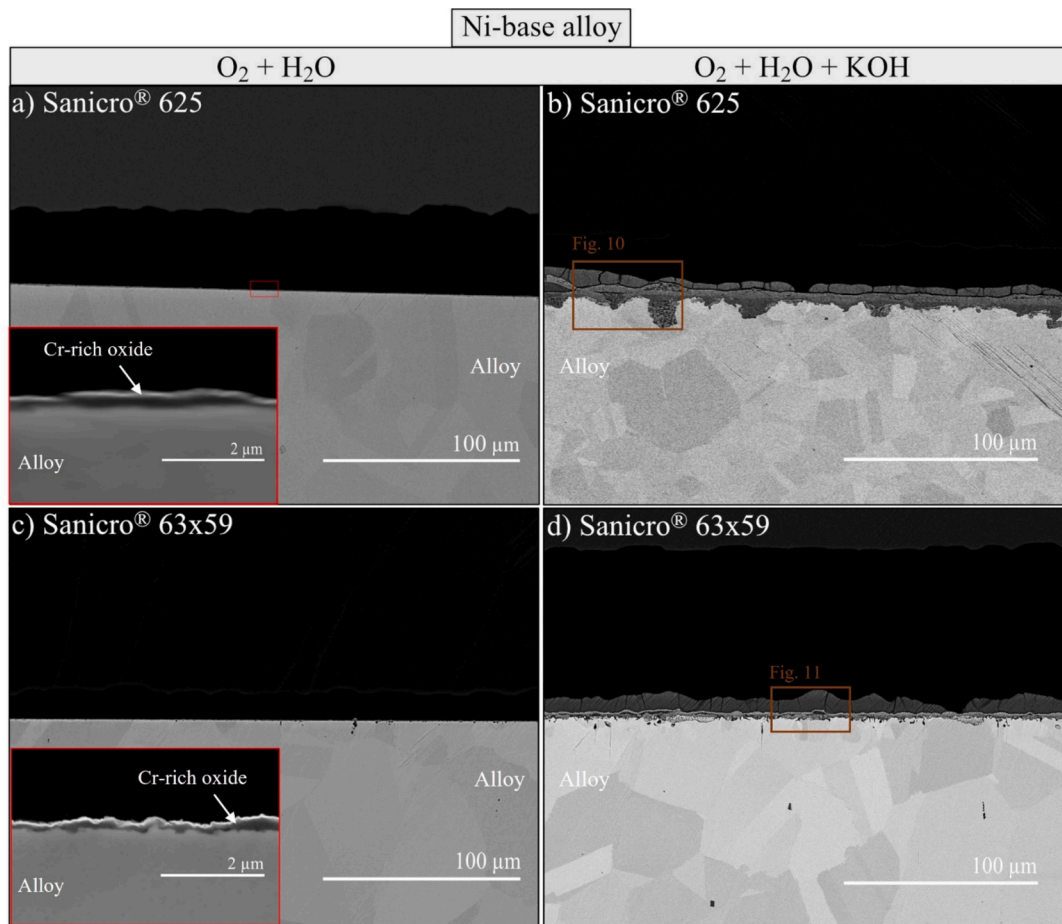 Ni-base alloy
O₂ + H₂O
O₂ + H₂O + KOH
a) Sanicro® 625
Cr-rich oxide
2 µm
Alloy
Alloy
100 µm
b) Sanicro® 625
Fig. 10
Alloy
100 µm
c) Sanicro® 63x59
Cr-rich oxide
2 µm
Alloy
Alloy
100 µm
d) Sanicro® 63x59
Fig. 11
Alloy
100 µm